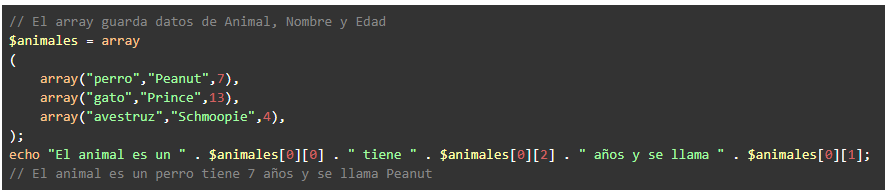 // El array guarda datos de Animal, Nombre y Edad
$animales = array
(
    array("perro","Peanut",7),
    array("gato","Prince",13),
    array("avestruz","Schmoopie",4),
);
echo "El animal es un " . $animales[0][0] . " tiene " . $animales[0][2] . " años y se llama " . $animales[0][1];
// El animal es un perro tiene 7 años y se llama Peanut